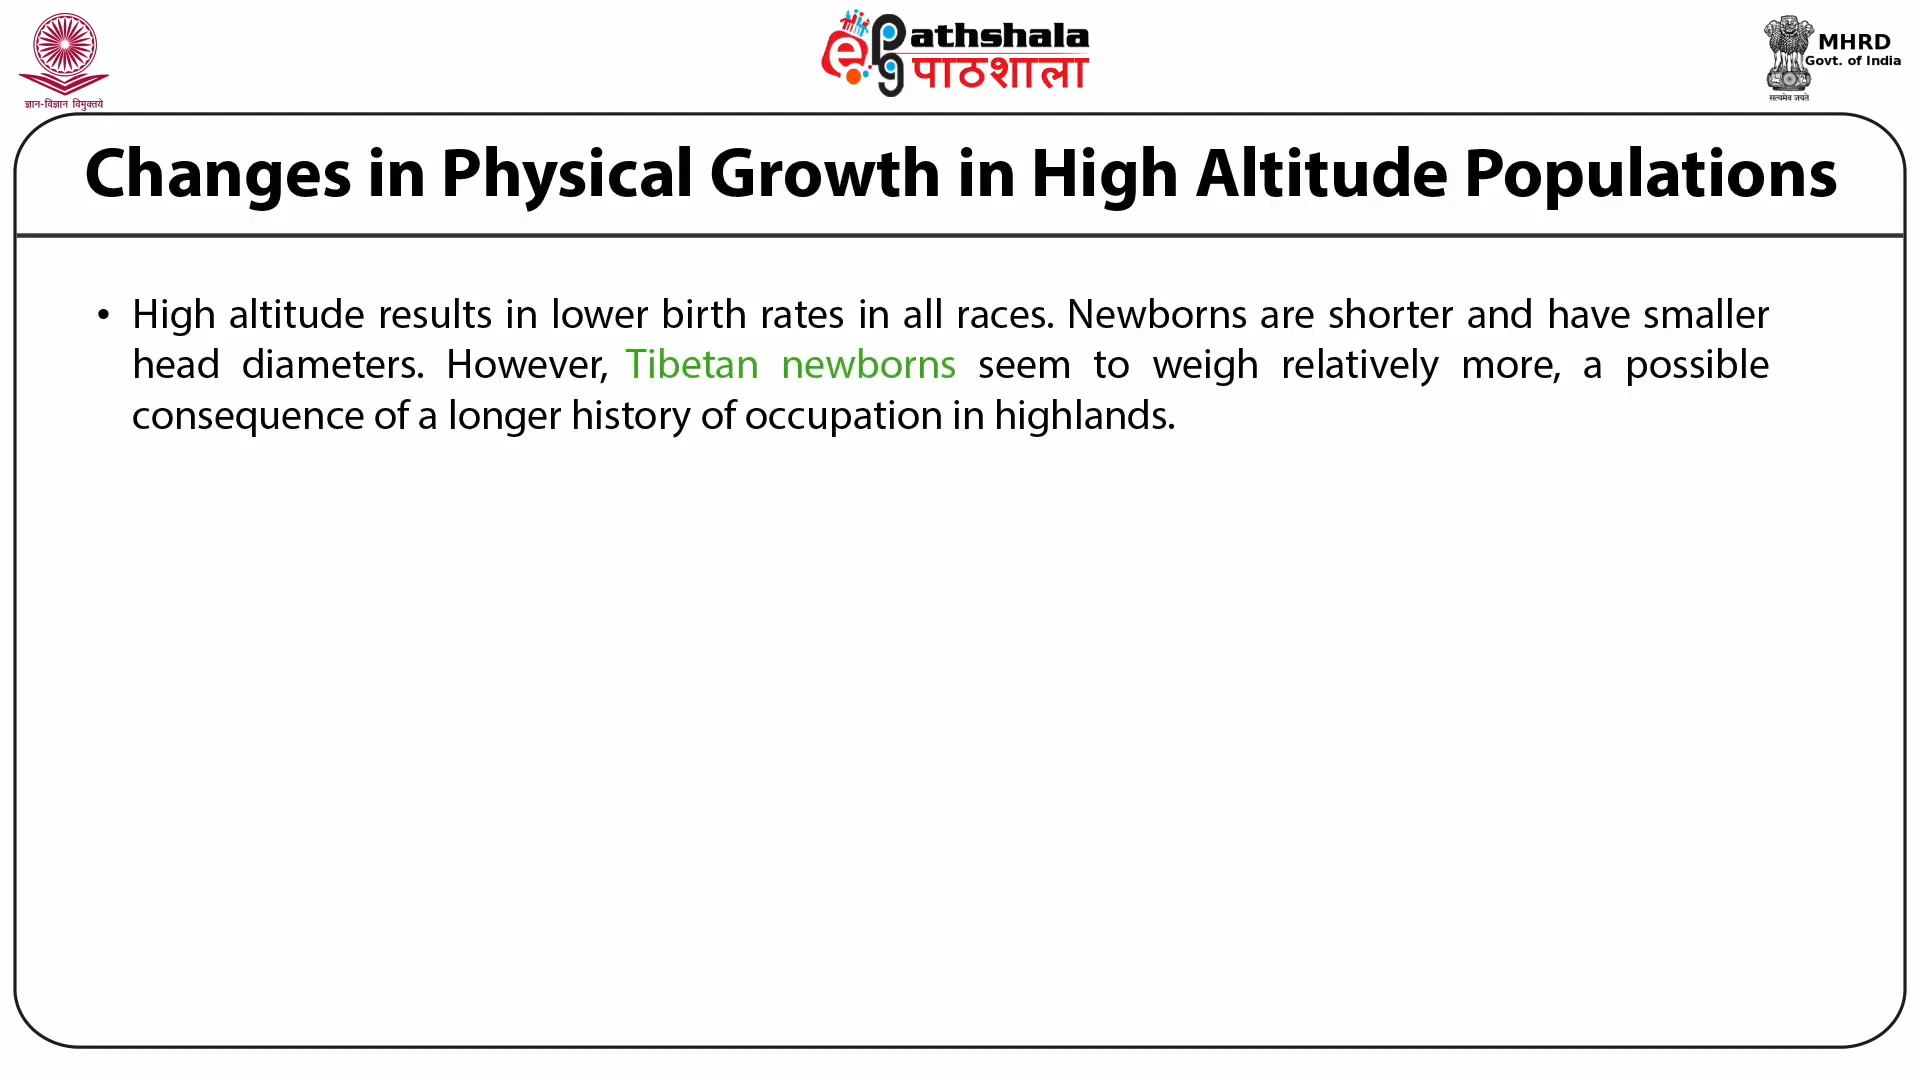 ज्ञान-विज्ञान विमुक्तये
e Pg athshala
पाठशाला
MHRD
Govt. of India
सत्यमेव जयते
Changes in Physical Growth in High Altitude Populations
• High altitude results in lower birth rates in all races. Newborns are shorter and have smaller
head diameters. However, Tibetan newborns seem to weigh relatively more, a possible
consequence of a longer history of occupation in highlands.